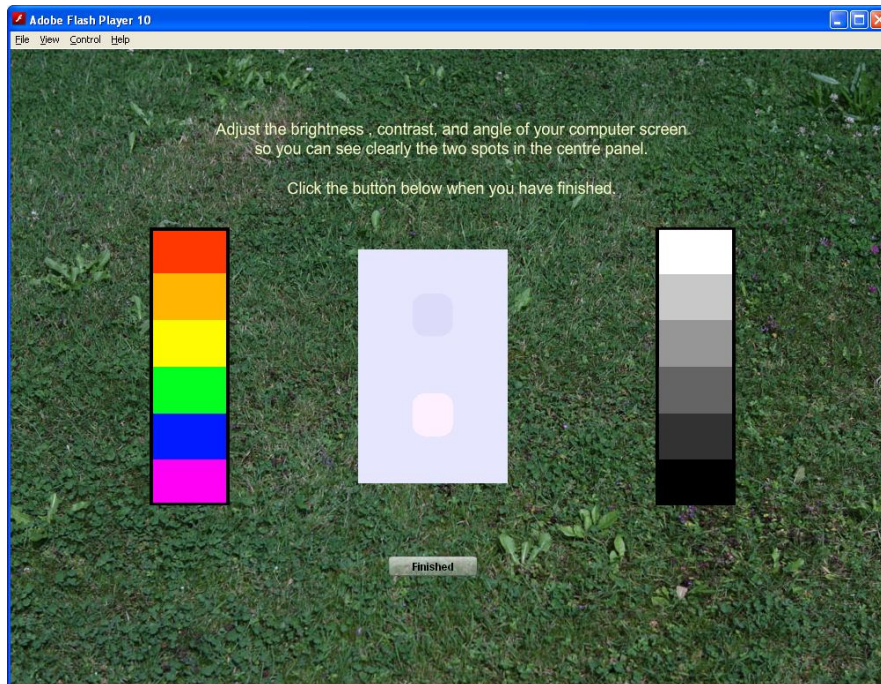 Adobe Flash Player 10
File View Control Help
Adjust the brightness , contrast, and angle of your computer screen
so you can see clearly the two spots in the centre panel.
Click the button below when you have finished.
Finished